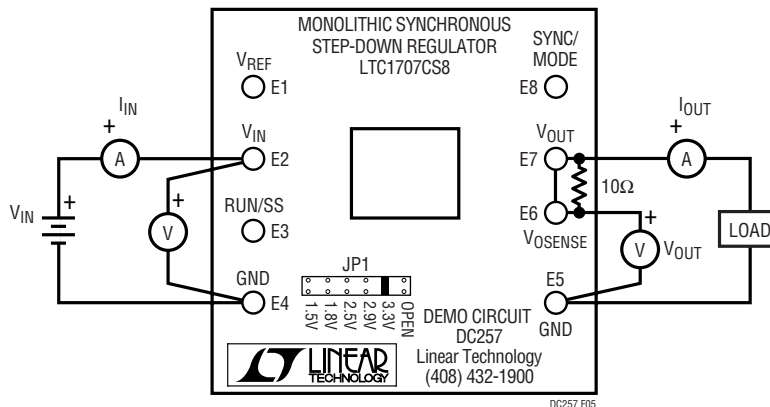 MONOLITHIC SYNCHRONOUS
STEP-DOWN REGULATOR
LTC1707CS8
SYNC/
MODE
E8
VREF
E1
IIN
+
A
VIN
E2
VOUT
E7
IOUT
+
A
10Ω
VIN
+
+
V
RUN/SS
E3
E6
VOSENSE
+
V
VOUT
LOAD
GND
E4
JP1
1.5V
1.8V
2.5V
2.9V
3.3V
OPEN
E5
GND
DEMO CIRCUIT
DC257
Linear Technology
(408) 432-1900
LINEAR
TECHNOLOGY
DC257 F05